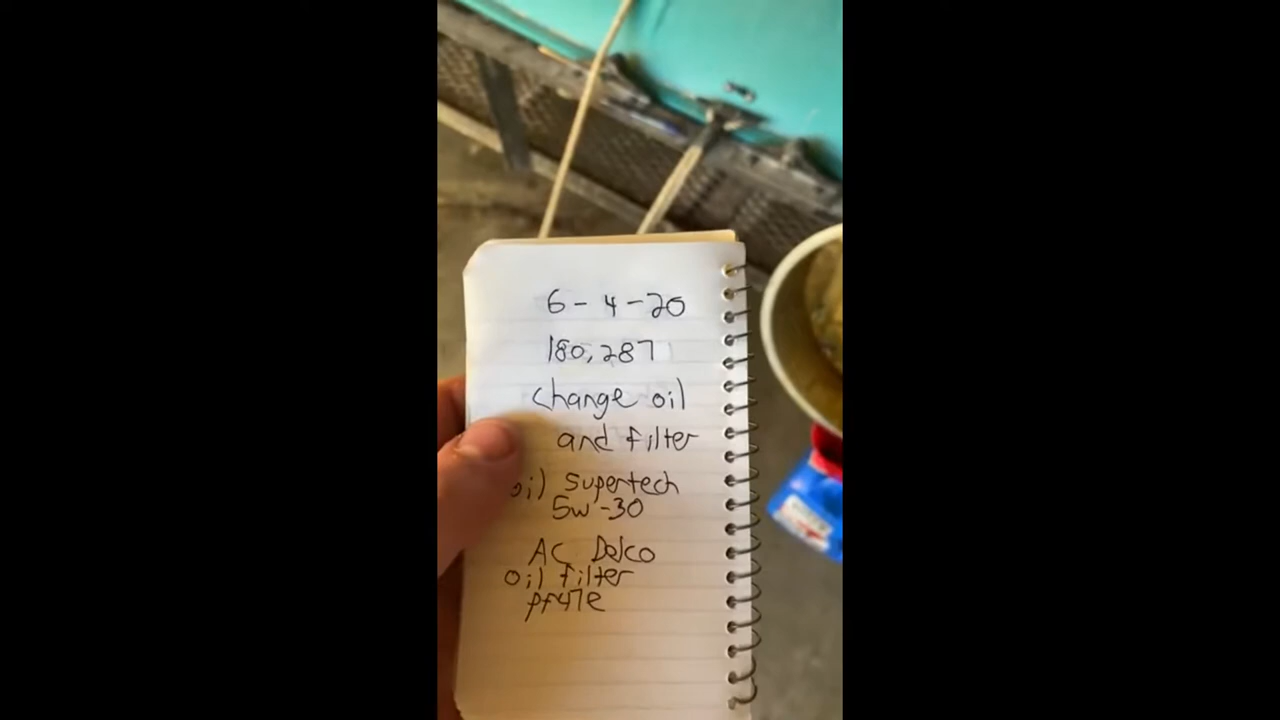 6-4-20
180,287
change oil
and filter
oil supertech
5w-30
AC Delco
oil filter
pf47e